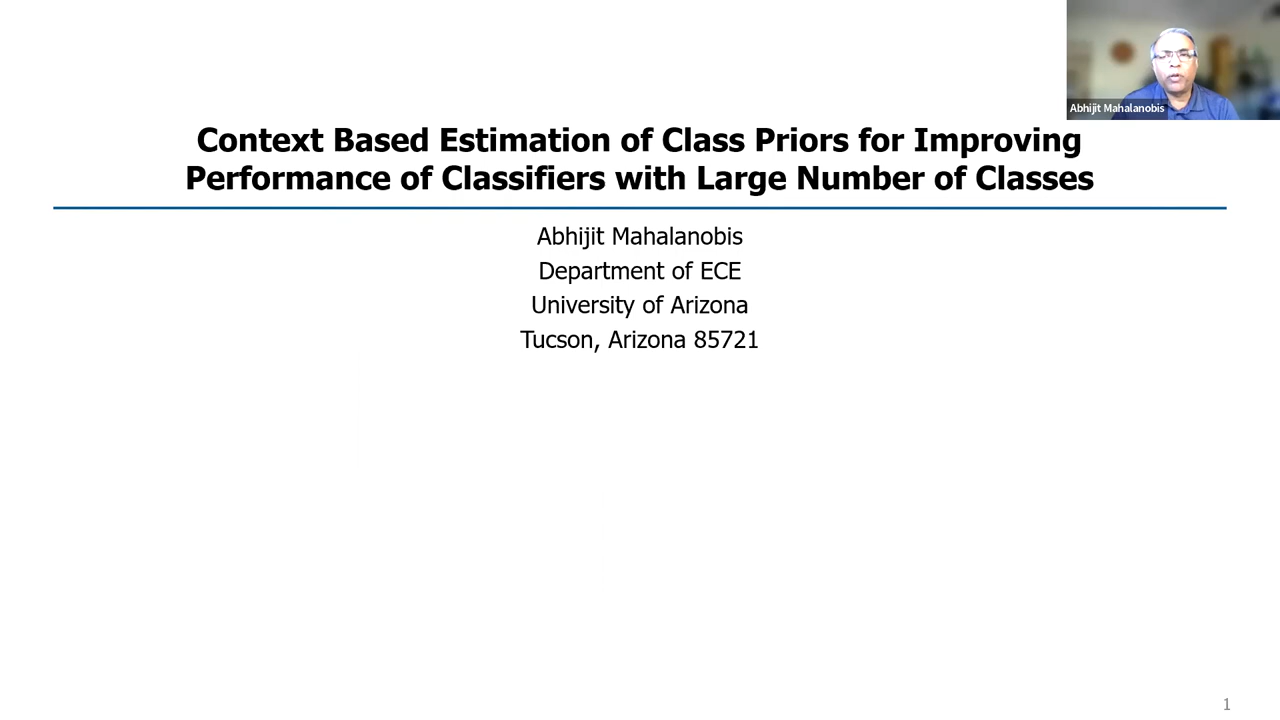 Abhijit Mahalanobis
Context Based Estimation of Class Priors for Improving
Performance of Classifiers with Large Number of Classes
Abhijit Mahalanobis
Department of ECE
University of Arizona
Tucson, Arizona 85721
1